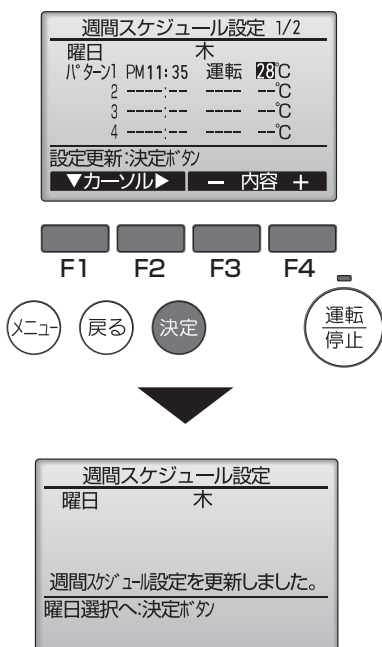 週間スケジュール設定 1/2
曜日 木
ﾊﾟﾀｰﾝ1 PM11:35 運転 28℃
2 ----:-- ---- --℃
3 ----:-- ---- --℃
4 ----:-- ---- --℃
設定更新:決定ﾎﾞﾀﾝ
▼カーソル▶ − 内容 +
F1 F2 F3 F4
メニュー 戻る 決定 運転
停止
週間スケジュール設定
曜日 木
週間ｽｹｼﾞｭｰﾙ設定を更新しました。
曜日選択へ:決定ﾎﾞﾀﾝ